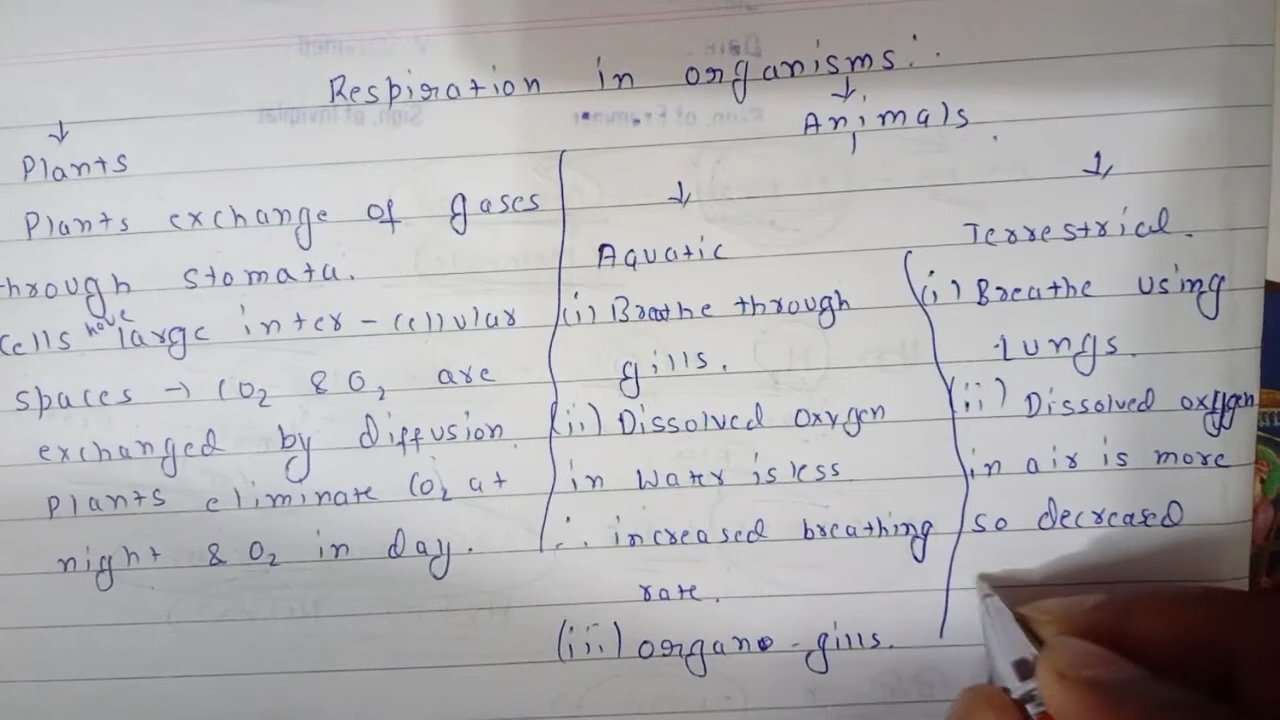 Respiration in organisms:
↓
Plants
Plants exchange of gases
through stomata.
Cells have large inter-cellular
spaces → CO2 & O2 are
exchanged by diffusion.
Plants eliminate CO2 at
night & O2 in day.
↓
Animals
↓
Aquatic
(i) Breathe through
gills.
(ii) Dissolved oxygen
in water is less
∴ increased breathing
rate.
(iii) organ - gills.
↓
Terrestrial.
(i) Breathe using
Lungs.
(ii) Dissolved oxygen
in air is more
so decreased